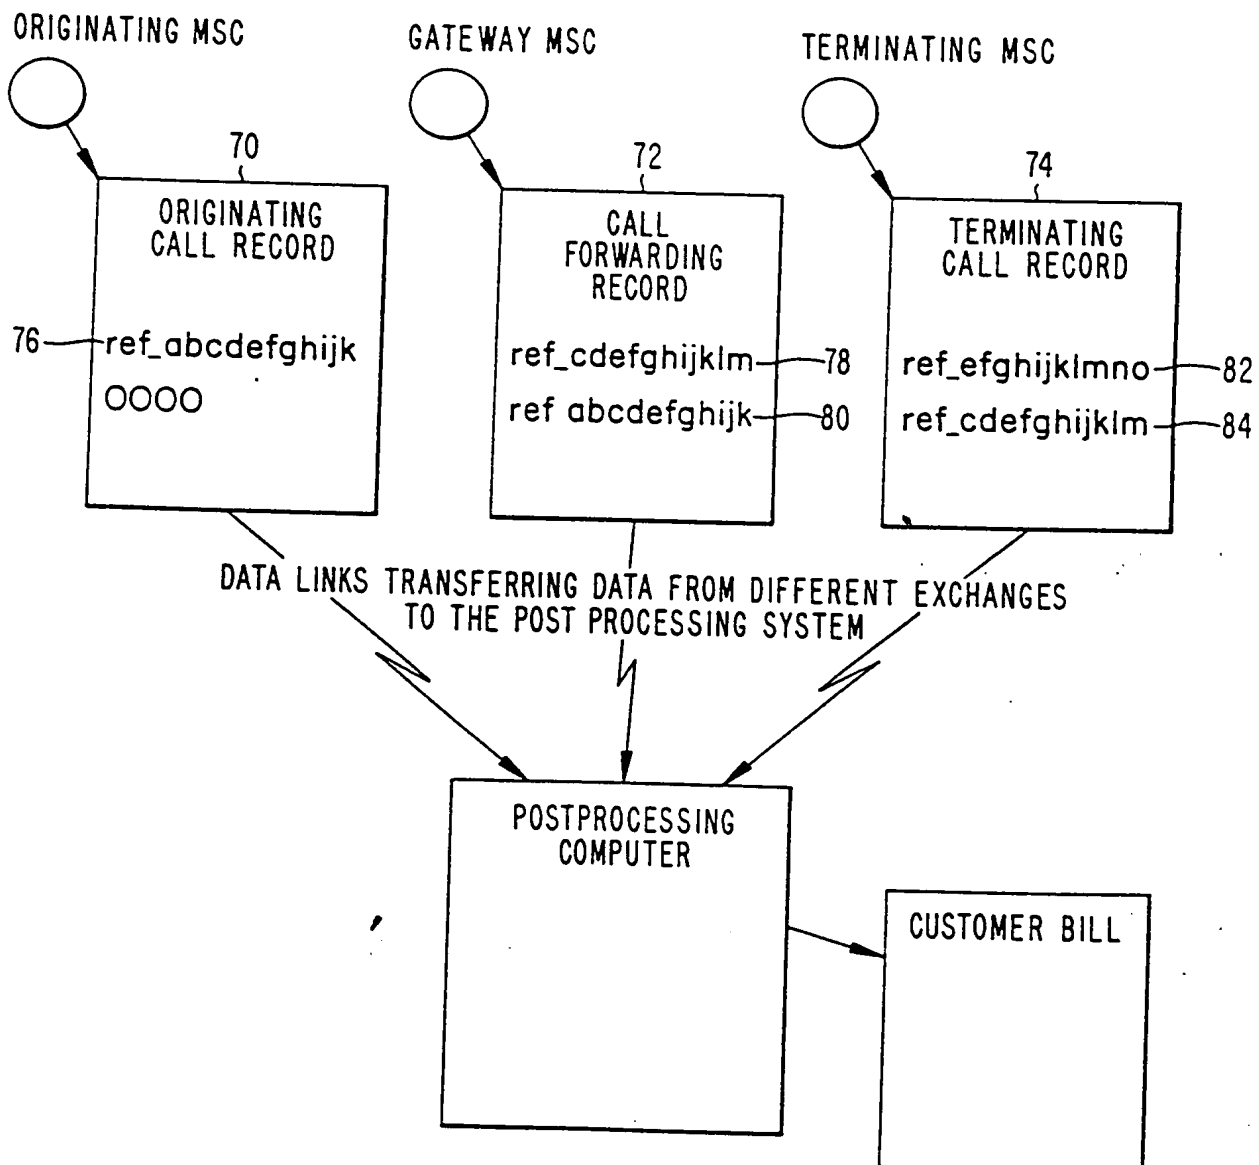 ORIGINATING MSC
GATEWAY MSC
TERMINATING MSC
70
72
74
ORIGINATING
CALL RECORD
CALL
FORWARDING
RECORD
TERMINATING
CALL RECORD
76
ref_abcdefghijk
OOOO
ref_cdefghijklm
78
ref abcdefghijk
80
ref_efghijklmno
82
ref_cdefghijklm
84
DATA LINKS TRANSFERRING DATA FROM DIFFERENT EXCHANGES
TO THE POST PROCESSING SYSTEM
POSTPROCESSING
COMPUTER
CUSTOMER BILL